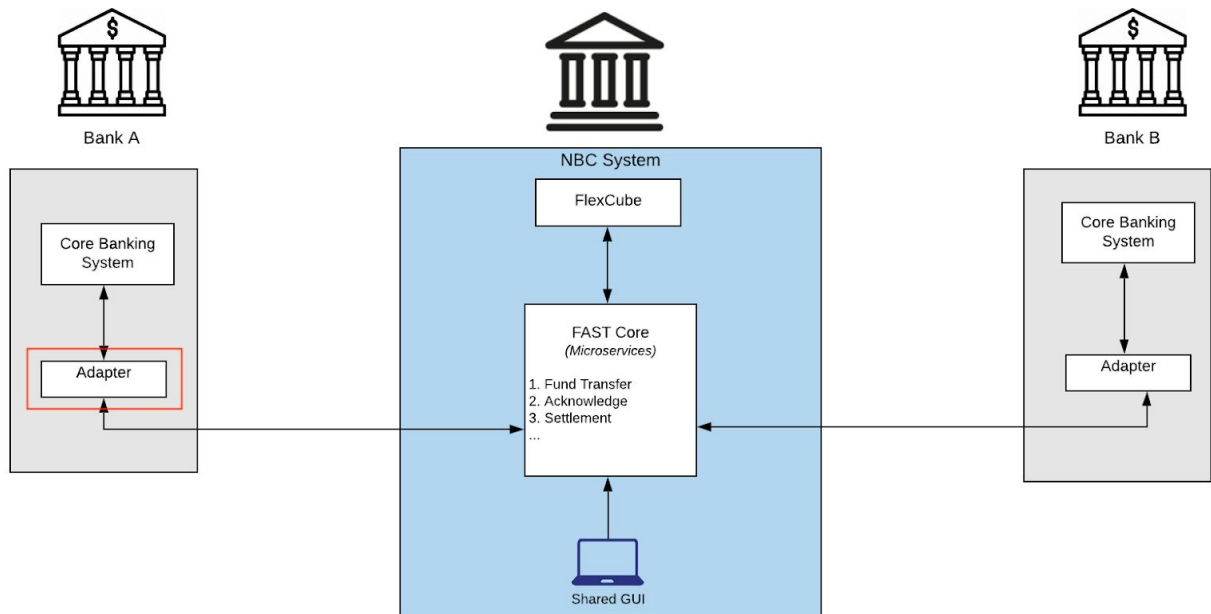 $
$
Bank A
Bank B
NBC System
FlexCube
Core Banking
System
Adapter
FAST Core
(Microservices)
1. Fund Transfer
2. Acknowledge
3. Settlement
...
Shared GUI
Core Banking
System
Adapter